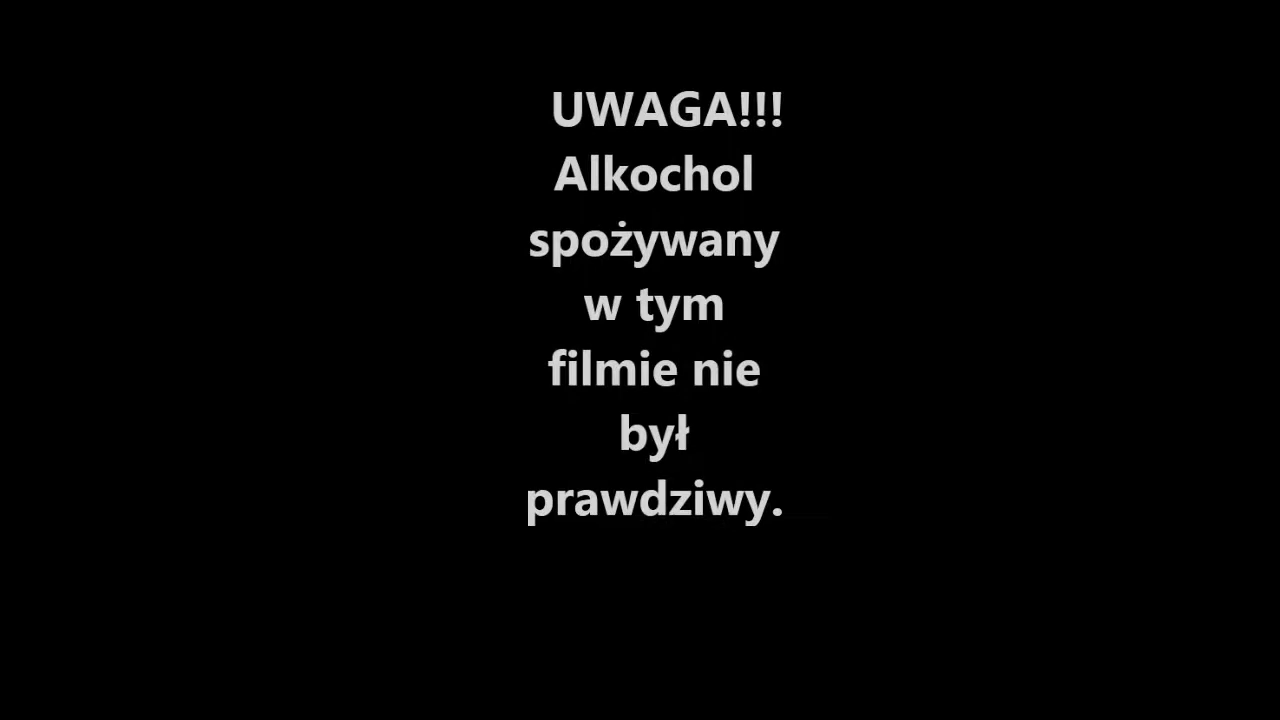 UWAGA!!!
Alkochol
spożywany
w tym
filmie nie
był
prawdziwy.